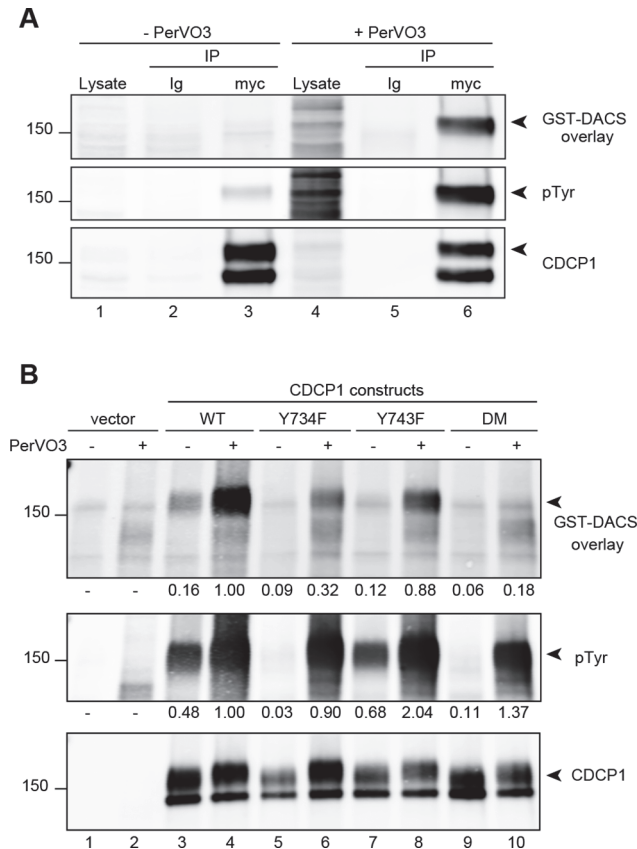 A
- PerVO3 + PerVO3
IP IP
Lysate Ig myc Lysate Ig myc
150
GST-DACS
overlay
150
pTyr
150
CDCP1
1 2 3 4 5 6
B
CDCP1 constructs
vector WT Y734F Y743F DM
PerVO3 - + - + - + - + - +
150
GST-DACS
overlay
- - 0.16 1.00 0.09 0.32 0.12 0.88 0.06 0.18
150
pTyr
- - 0.48 1.00 0.03 0.90 0.68 2.04 0.11 1.37
150
CDCP1
1 2 3 4 5 6 7 8 9 10